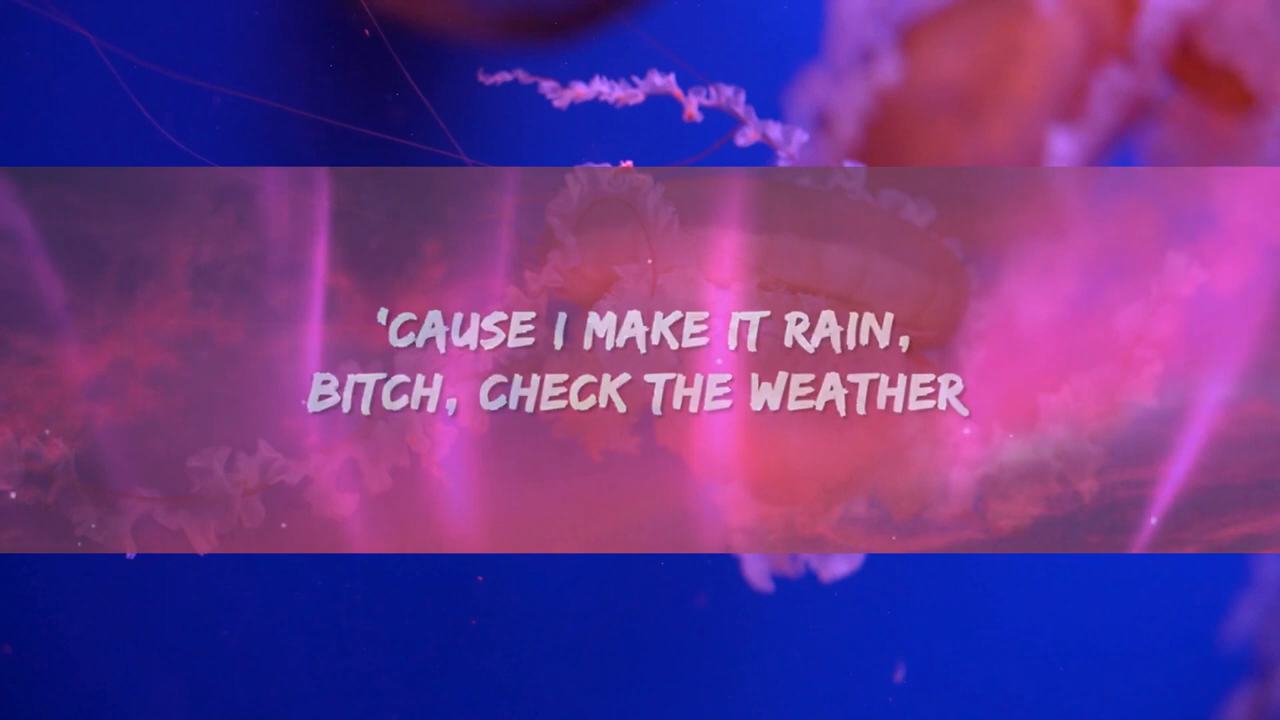 'CAUSE I MAKE IT RAIN,
BITCH, CHECK THE WEATHER